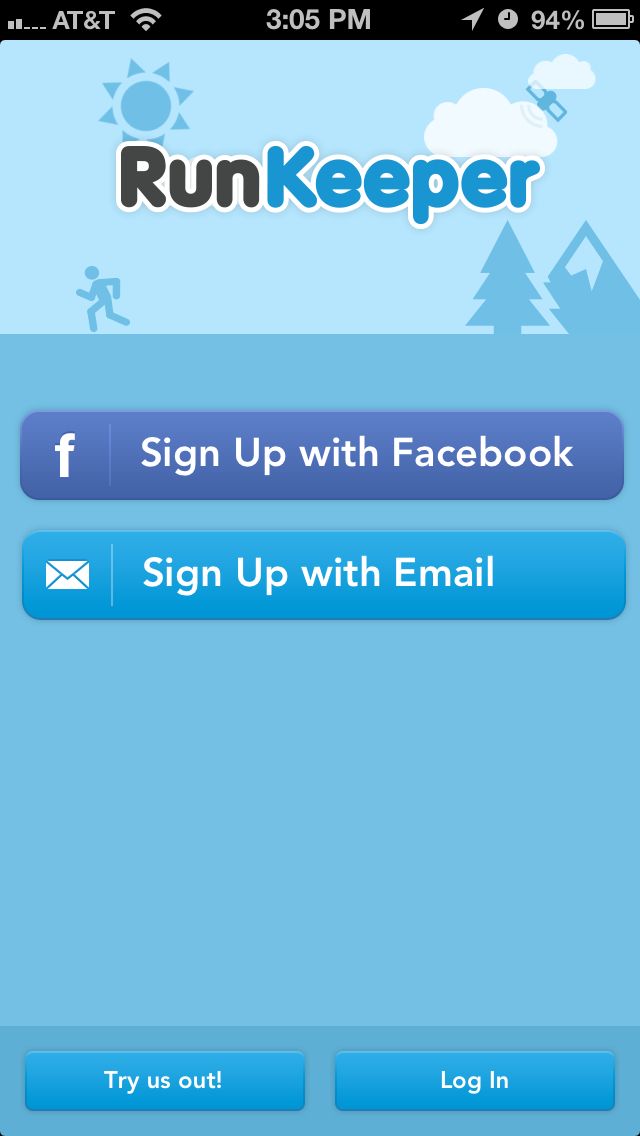 AT&T 3:05 PM 94%
RunKeeper
f Sign Up with Facebook
Sign Up with Email
Try us out! Log In